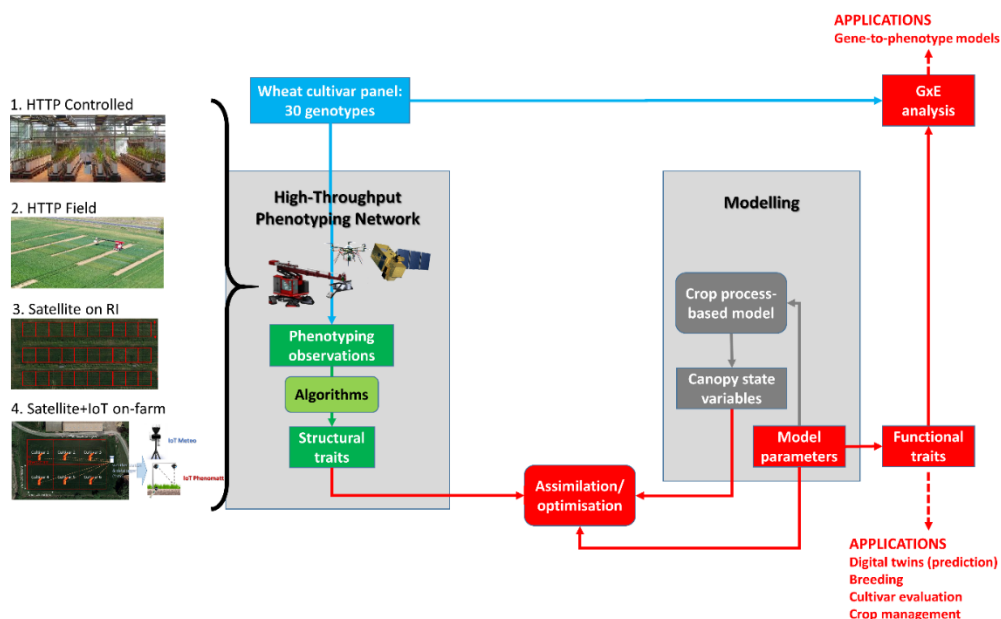 APPLICATIONS
Gene-to-phenotype models
Wheat cultivar panel:
30 genotypes
GxE
analysis
1. HTTP Controlled
2. HTTP Field
3. Satellite on RI
4. Satellite+IoT on-farm
IoT Meteo
High-Throughput
Phenotyping Network
Phenotyping
observations
Algorithms
Structural
traits
Modelling
Crop process-
based model
Canopy state
variables
Model
parameters
Functional
traits
Assimilation/
optimisation
APPLICATIONS
Digital twins (prediction)
Breeding
Cultivar evaluation
Crop management